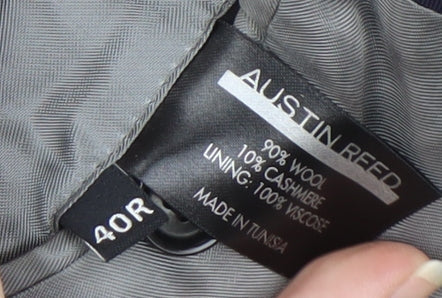 AUSTIN REED
90% WOOL
10% CASHMERE
LINING: 100% VISCOSE
MADE IN TUNISIA
40R